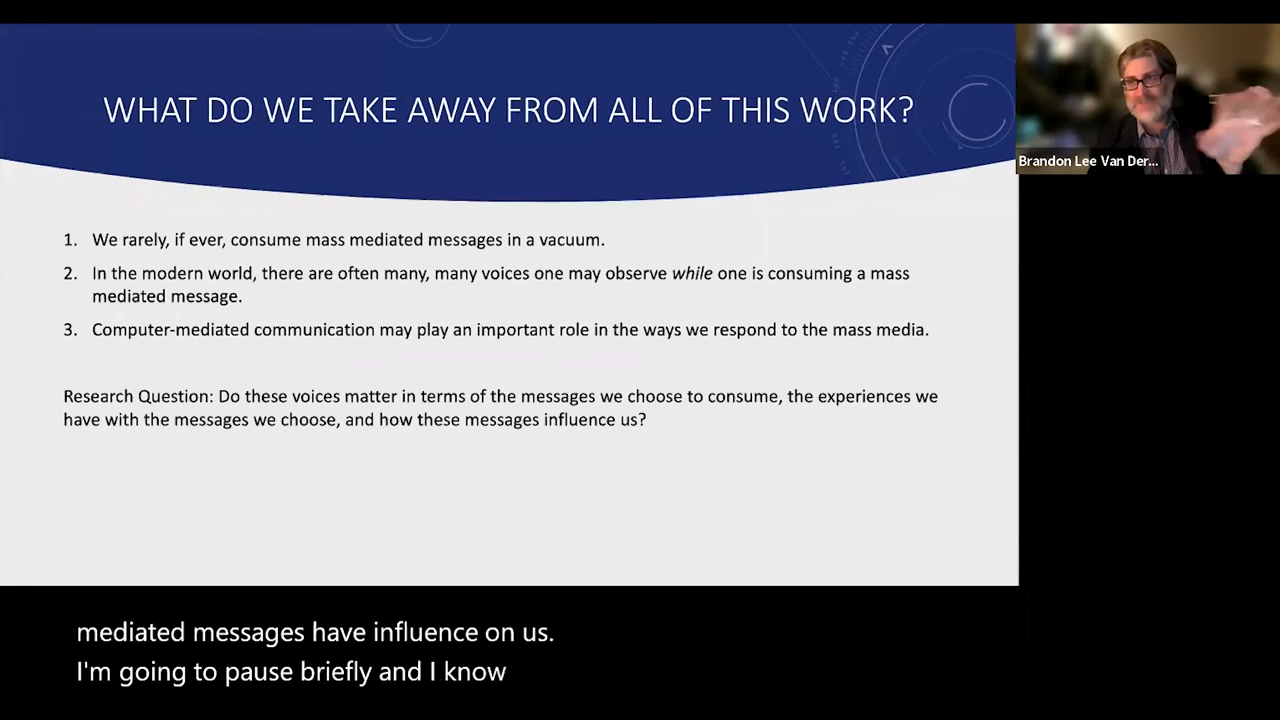 WHAT DO WE TAKE AWAY FROM ALL OF THIS WORK?
Brandon Lee Van Der...
1. We rarely, if ever, consume mass mediated messages in a vacuum.
2. In the modern world, there are often many, many voices one may observe while one is consuming a mass
mediated message.
3. Computer-mediated communication may play an important role in the ways we respond to the mass media.
Research Question: Do these voices matter in terms of the messages we choose to consume, the experiences we
have with the messages we choose, and how these messages influence us?
mediated messages have influence on us.
I'm going to pause briefly and I know